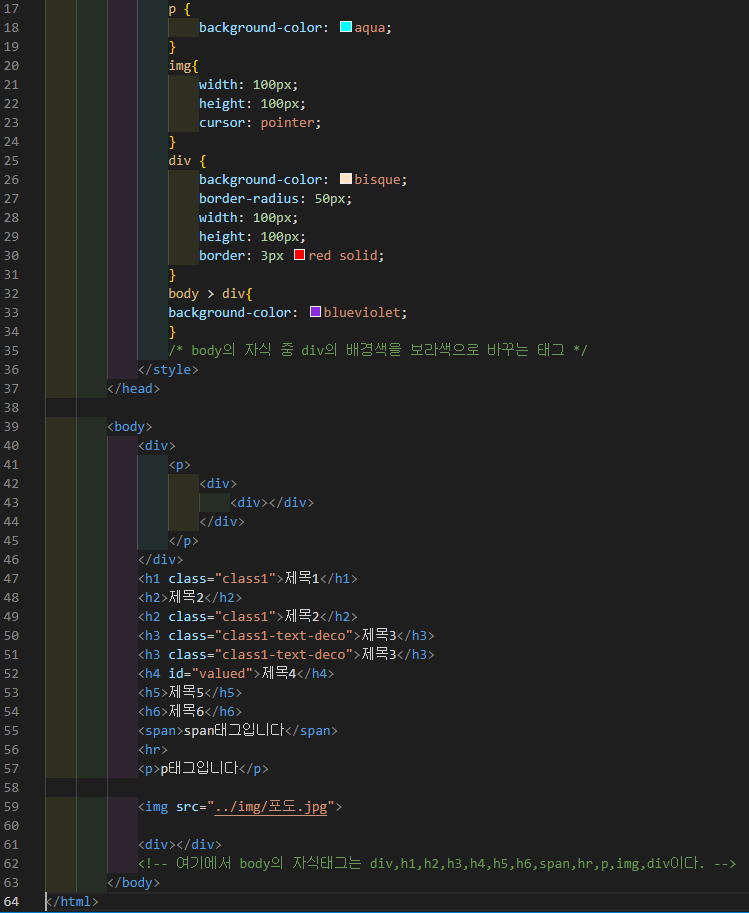 17 p {
18 background-color: aqua;
19 }
20 img{
21 width: 100px;
22 height: 100px;
23 cursor: pointer;
24 }
25 div {
26 background-color: bisque;
27 border-radius: 50px;
28 width: 100px;
29 height: 100px;
30 border: 3px red solid;
31 }
32 body > div{
33 background-color: blueviolet;
34 }
35 /* body의 자식 중 div의 배경색을 보라색으로 바꾸는 태그 */
36 </style>
37 </head>
38
39 <body>
40 <div>
41 <p>
42 <div>
43 <div></div>
44 </div>
45 </p>
46 </div>
47 <h1 class="class1">제목1</h1>
48 <h2>제목2</h2>
49 <h2 class="class1">제목2</h2>
50 <h3 class="class1-text-deco">제목3</h3>
51 <h3 class="class1-text-deco">제목3</h3>
52 <h4 id="valued">제목4</h4>
53 <h5>제목5</h5>
54 <h6>제목6</h6>
55 <span>span태그입니다</span>
56 <hr>
57 <p>p태그입니다</p>
58
59 <img src="../img/포도.jpg">
60
61 <div></div>
62 <!-- 여기에서 body의 자식태그는 div,h1,h2,h3,h4,h5,h6,span,hr,p,img,div이다. -->
63 </body>
64 </html>